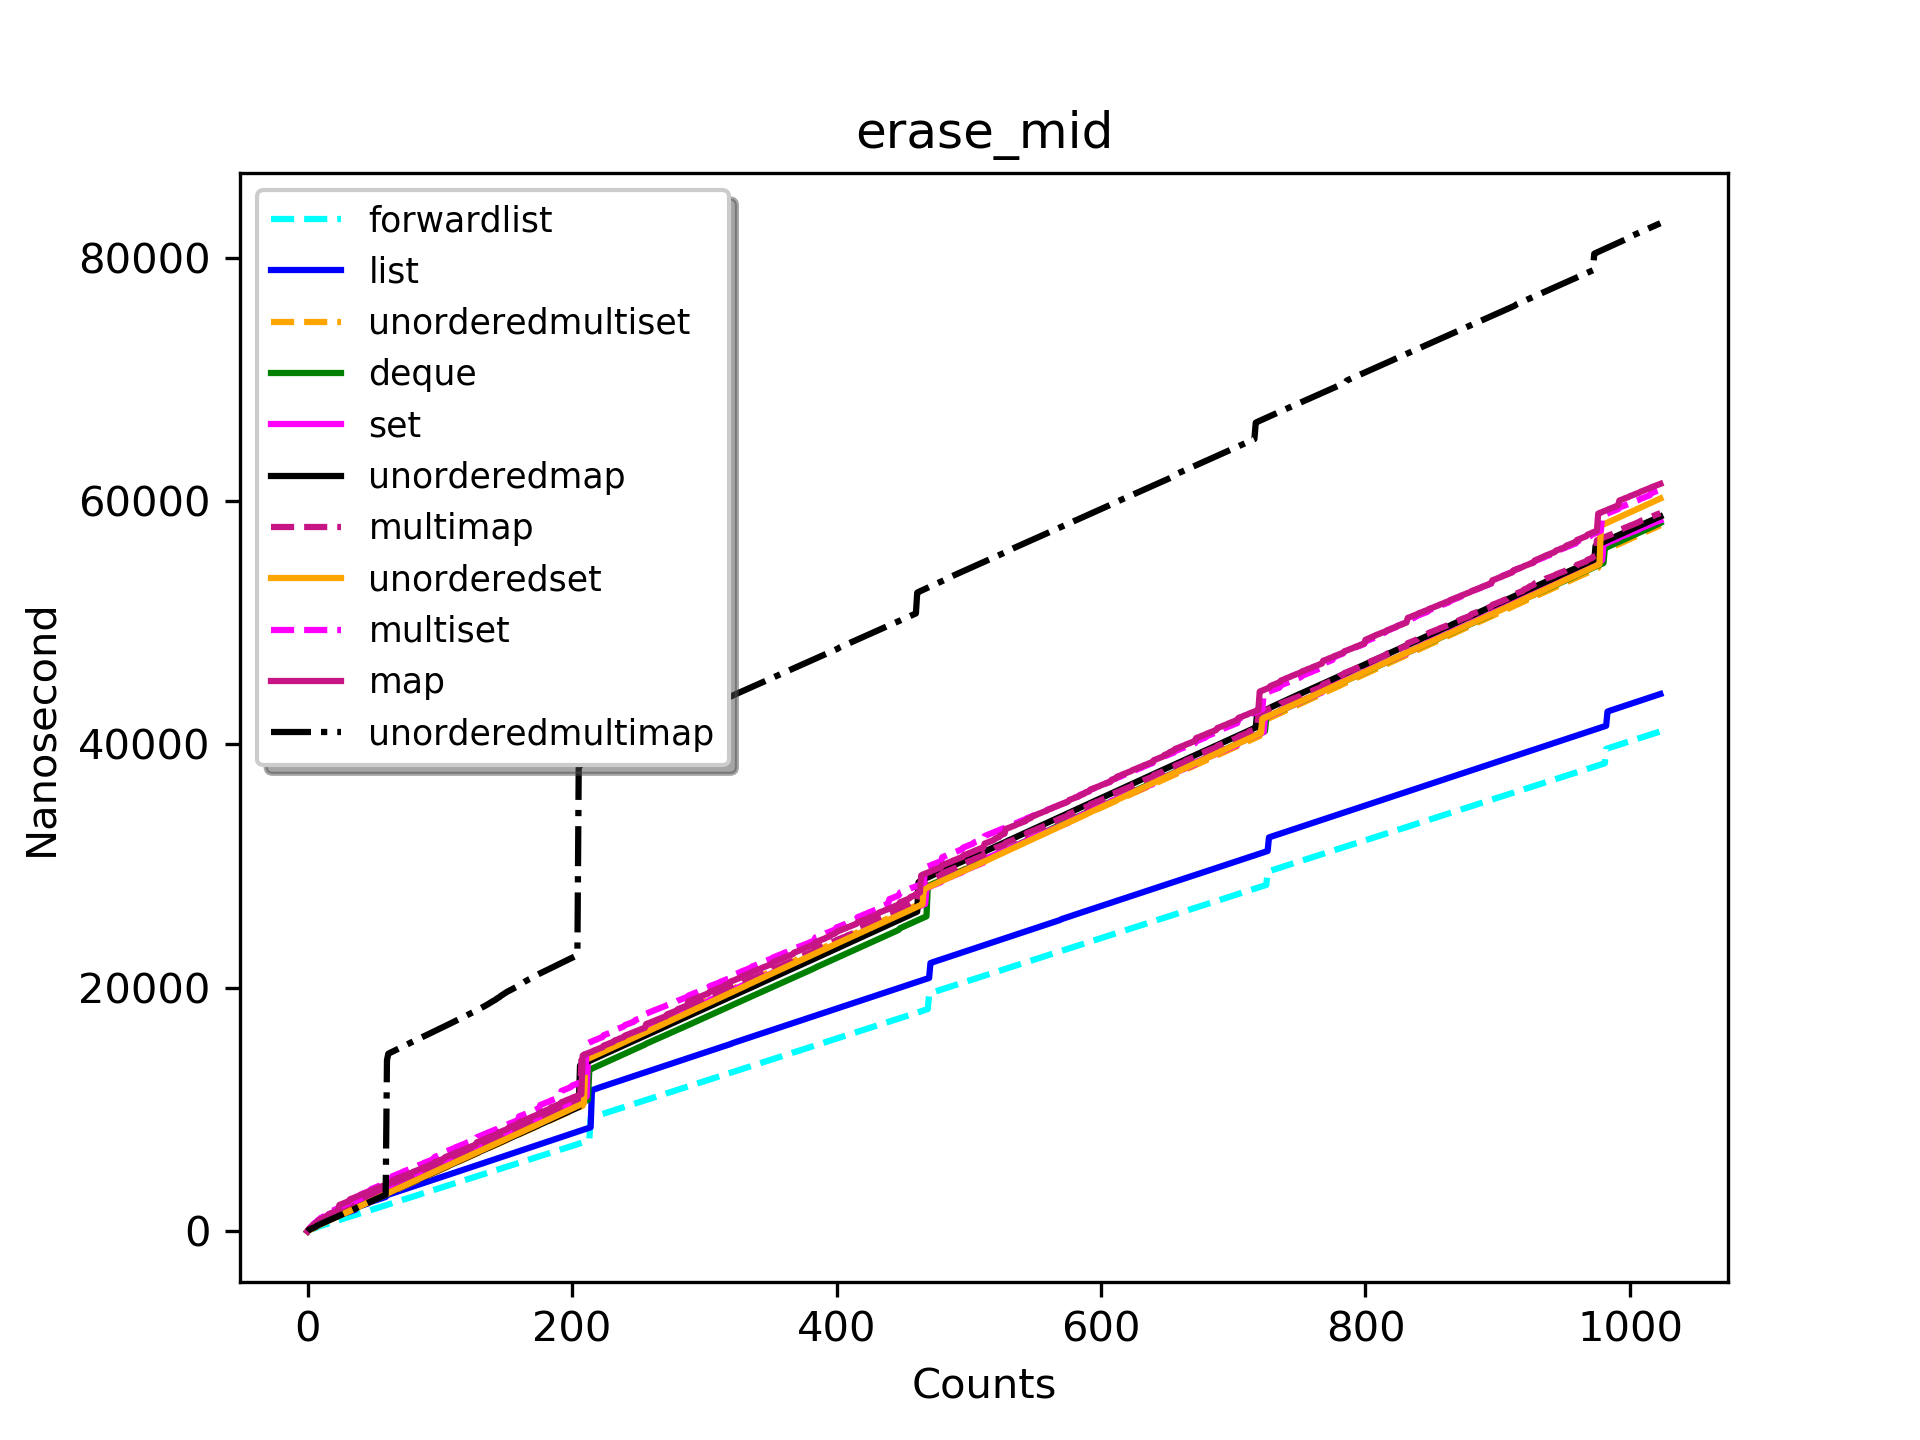 erase_mid
forwardlist
list
unorderedmultiset
deque
set
unorderedmap
multimap
unorderedset
multiset
map
unorderedmultimap
80000
60000
40000
20000
0
Nanosecond
0 200 400 600 800 1000
Counts